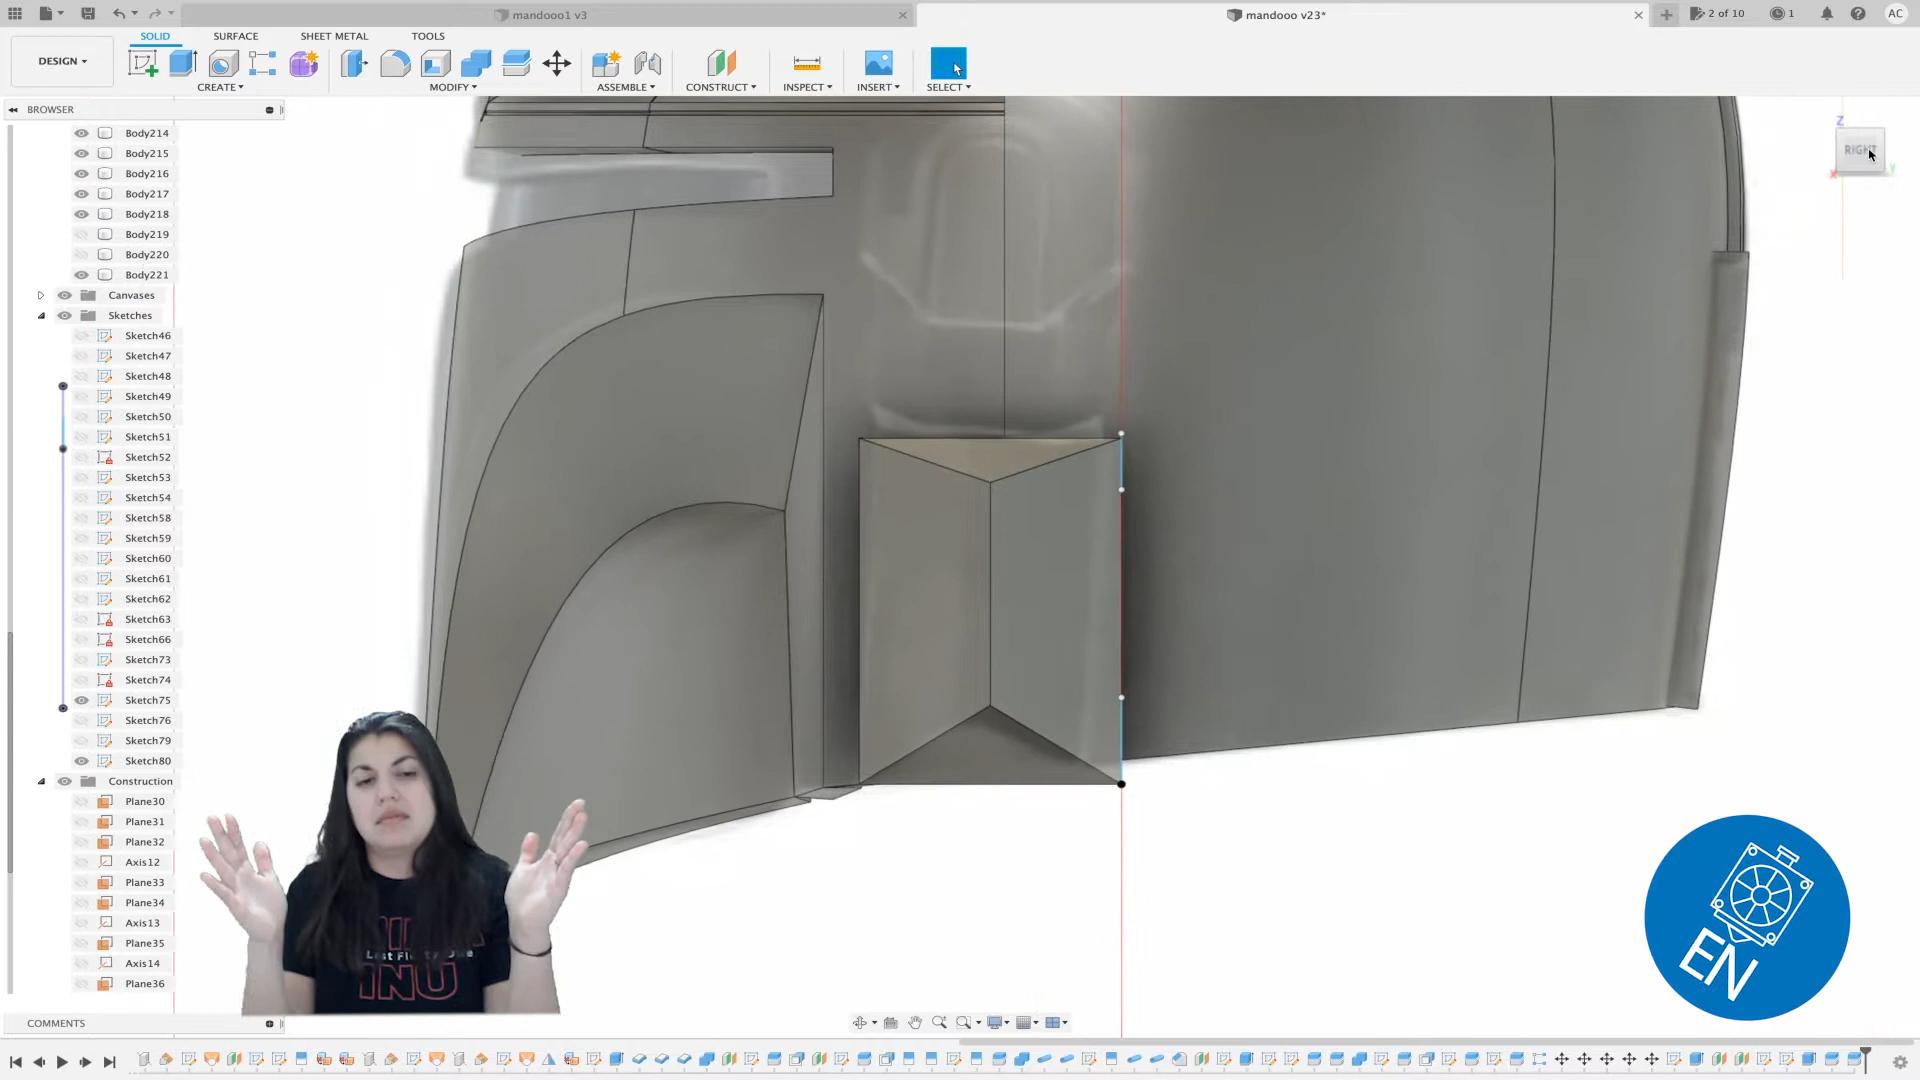 mandooo1 v3
mandooo v23*
2 of 10
1
AC
DESIGN
SOLID
SURFACE
SHEET METAL
TOOLS
CREATE
MODIFY
ASSEMBLE
CONSTRUCT
INSPECT
INSERT
SELECT
BROWSER
Body214
Body215
Body216
Body217
Body218
Body219
Body220
Body221
Canvases
Sketches
Sketch46
Sketch47
Sketch48
Sketch49
Sketch50
Sketch51
Sketch52
Sketch53
Sketch54
Sketch58
Sketch59
Sketch60
Sketch61
Sketch62
Sketch63
Sketch66
Sketch73
Sketch74
Sketch75
Sketch76
Sketch79
Sketch80
Construction
Plane30
Plane31
Plane32
Axis12
Plane33
Plane34
Axis13
Plane35
Axis14
Plane36
Z
RIGHT
X
Y
EN
COMMENTS